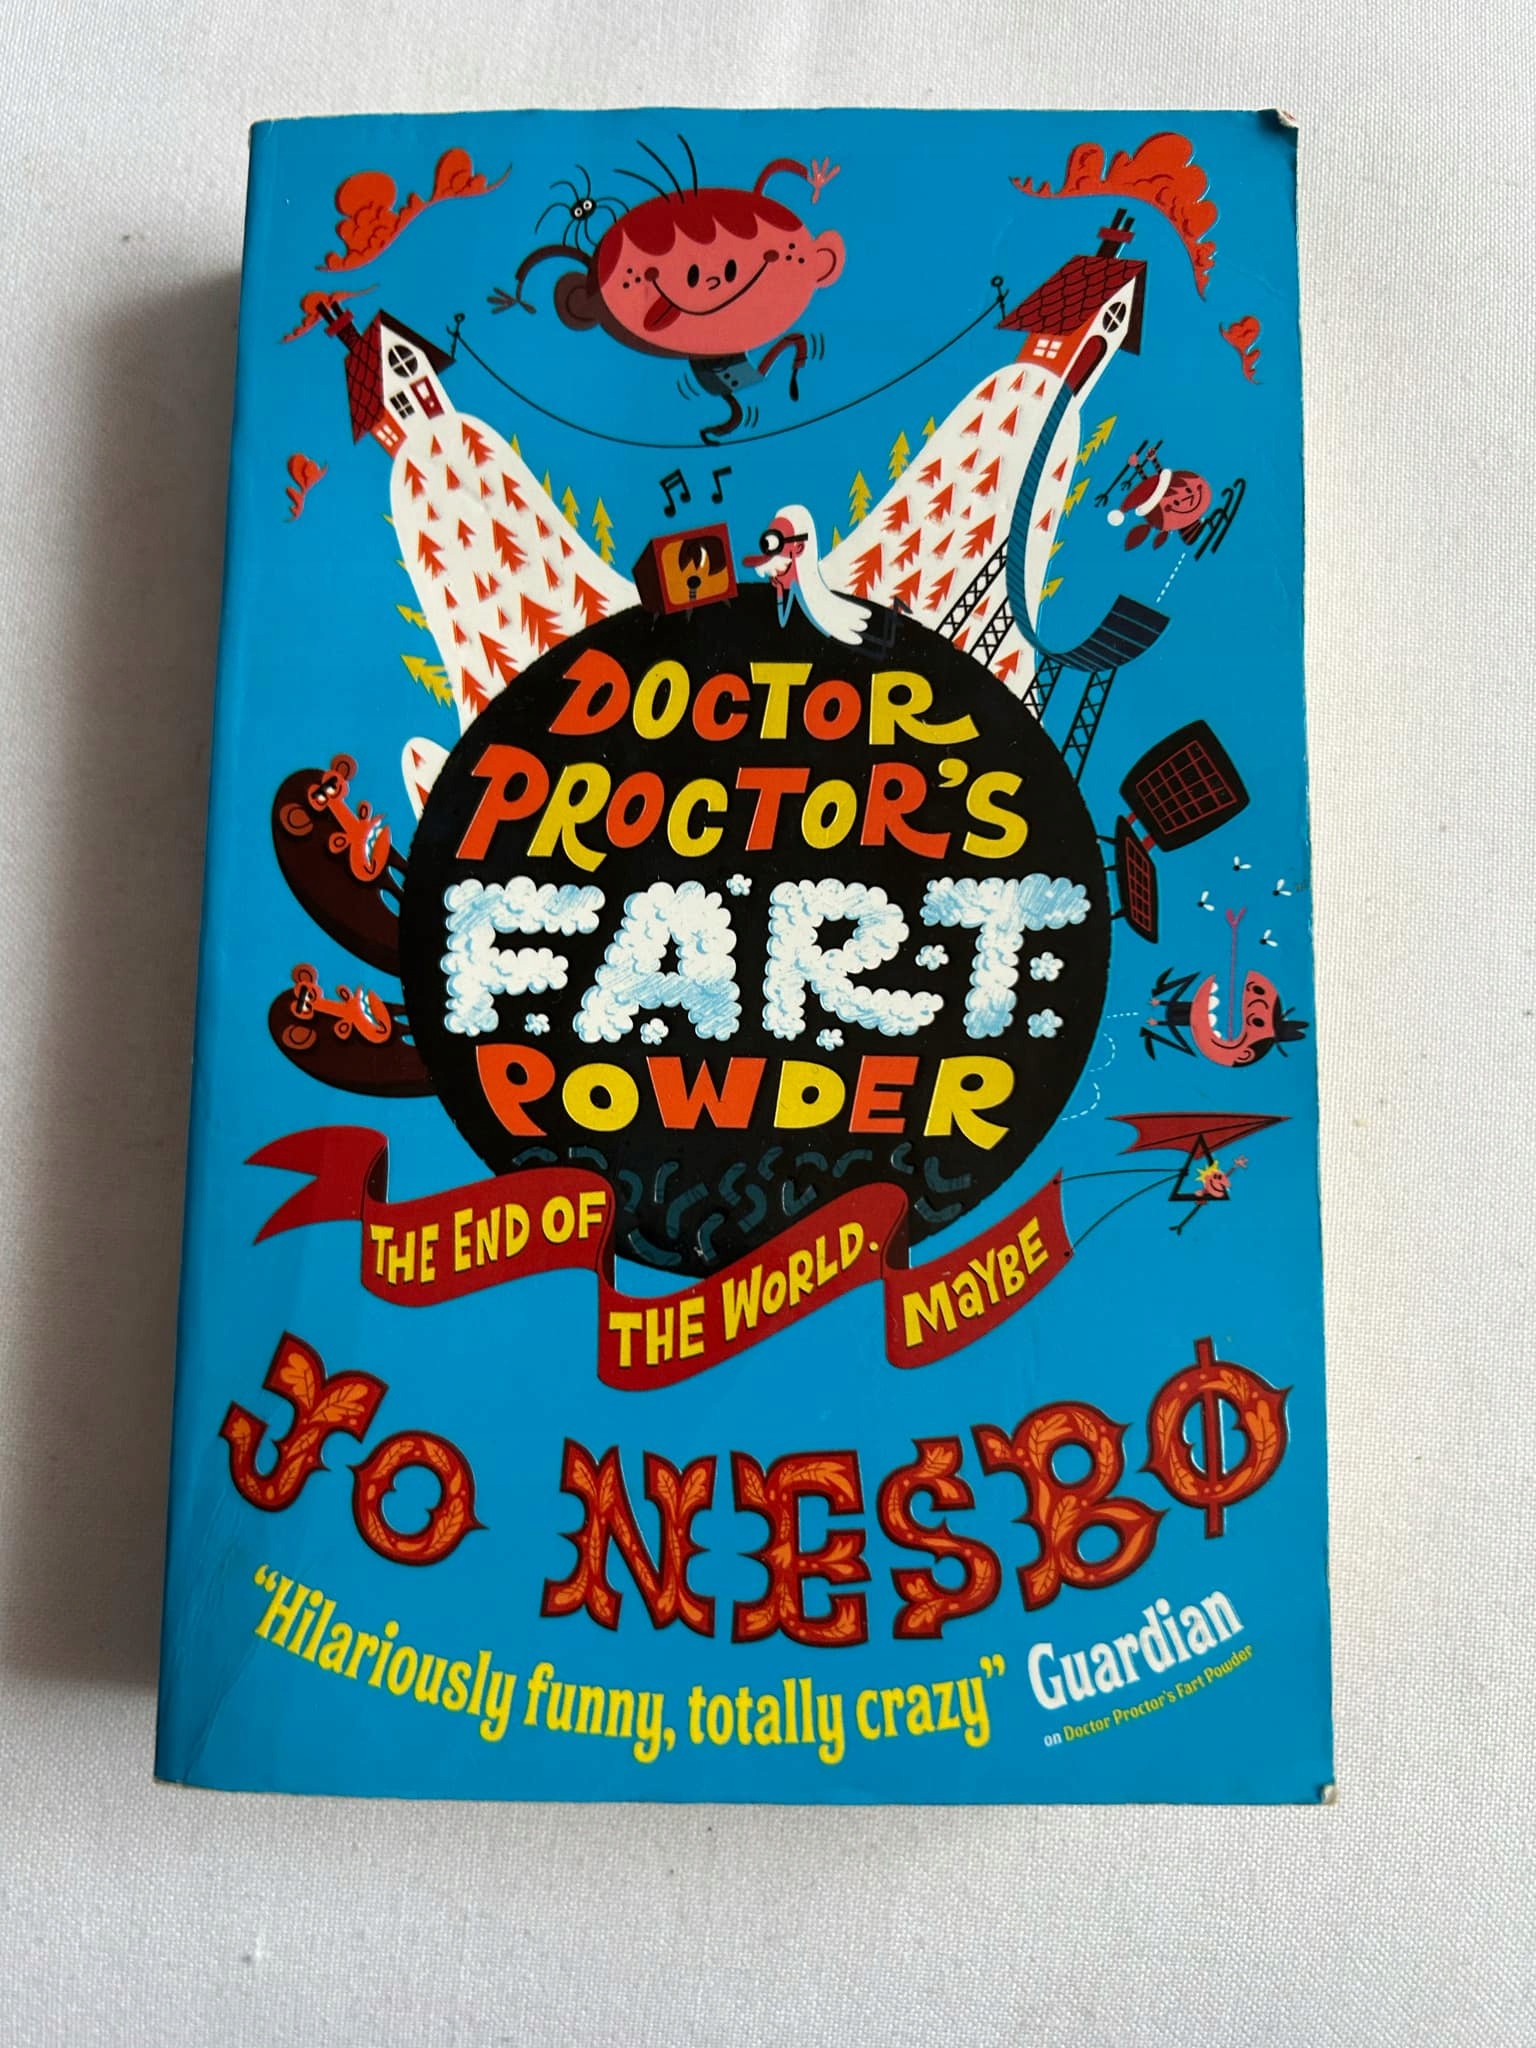 DOCTOR
PROCTOR'S
FART
POWDER
THE END OF
THE WORLD.
MAYBE
JO NESBØ
"Hilariously funny, totally crazy" Guardian
on Doctor Proctor's Fart Powder